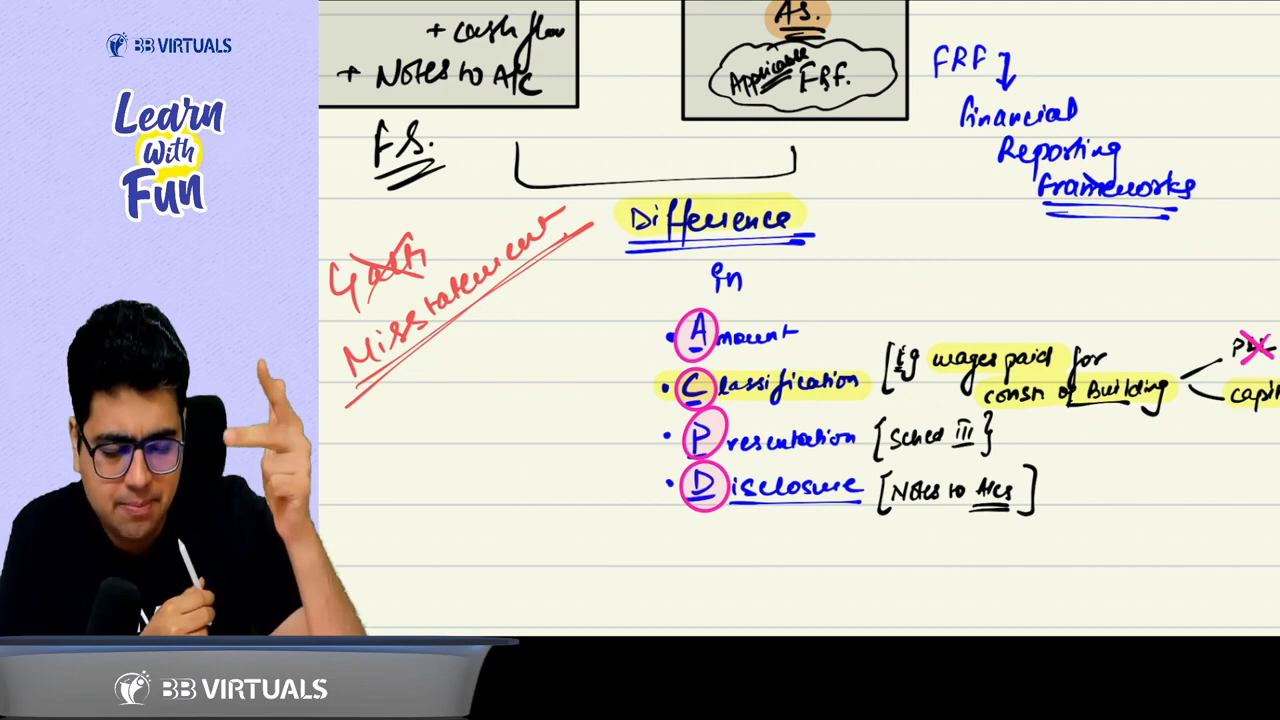 BB VIRTUALS
Learn
With
Fun
+ cash flow
+ Notes to A/C
F.S.
AS.
Applicable
FRF.
FRF
Financial
Reporting
Frameworks
Difference
in
Misstatement
• Amount
• Classification [Eg wages paid for
constn of Building
P&L
capit
• Presentation [Sched III]
• Disclosure [Notes to A/cs]
BB VIRTUALS